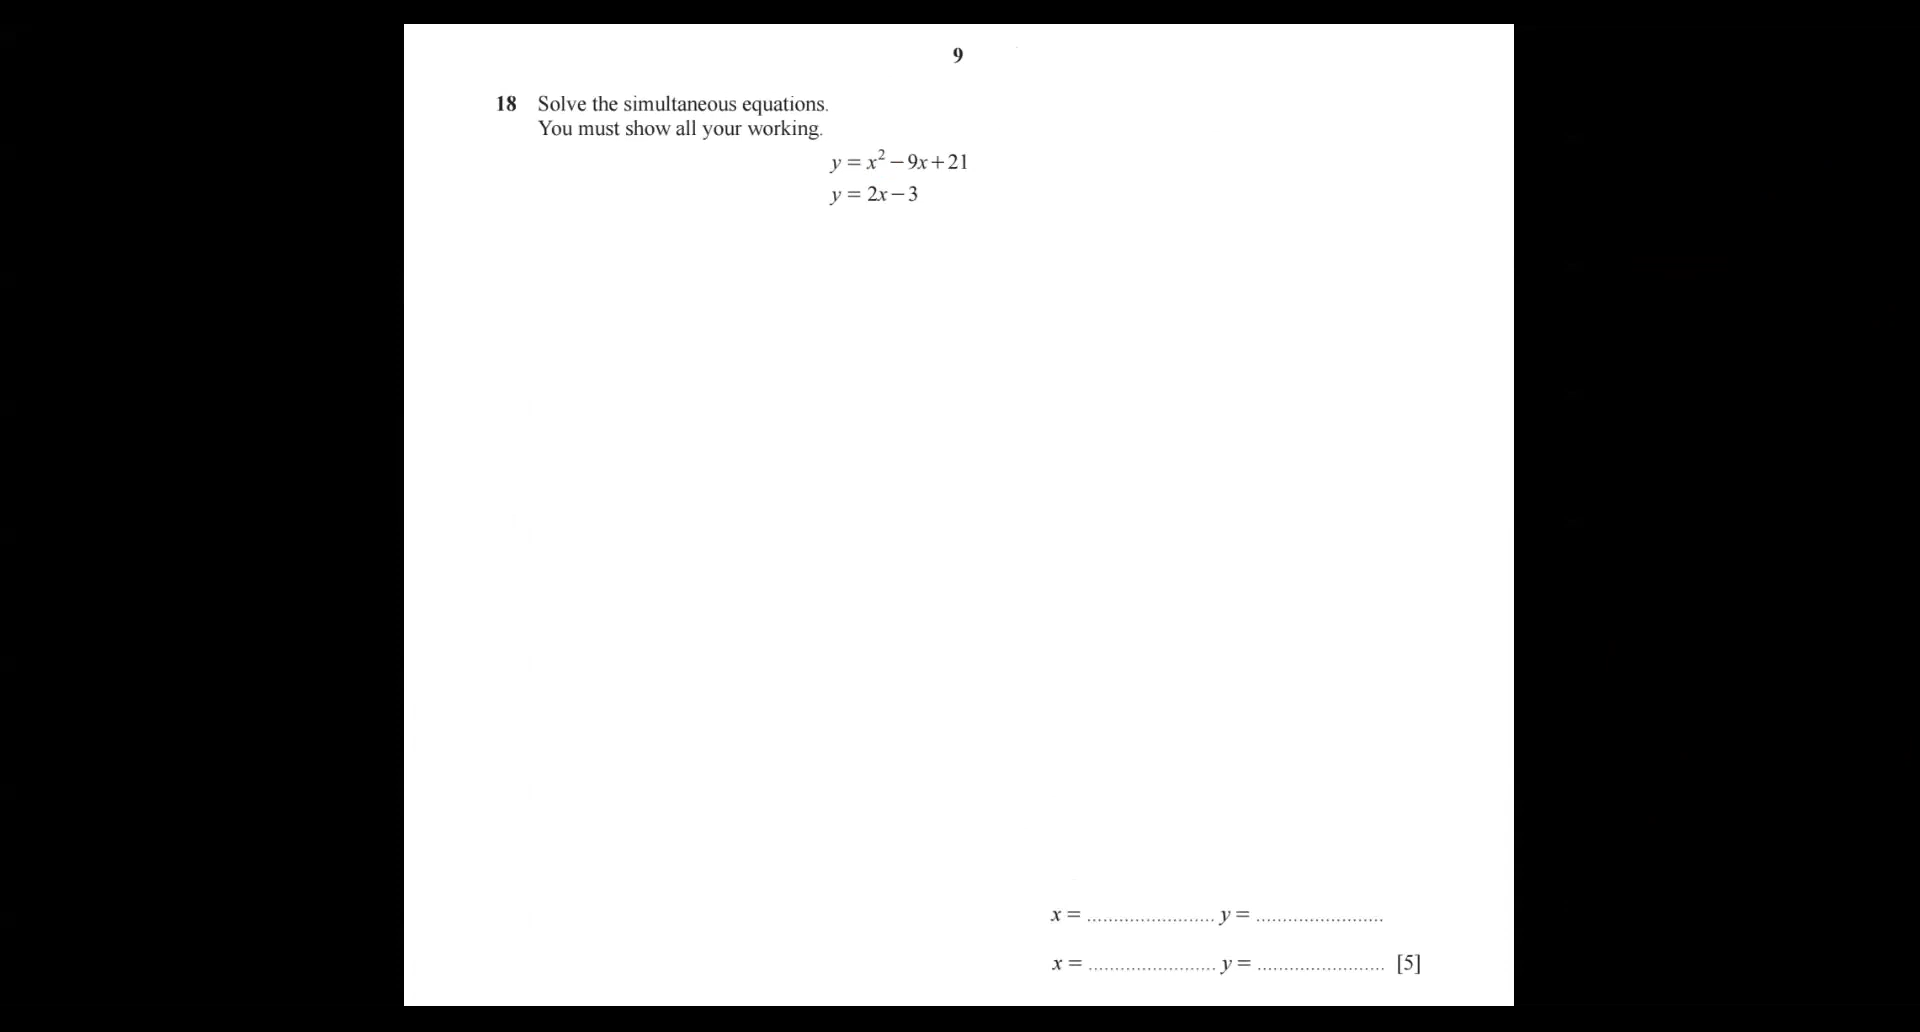 9
18 Solve the simultaneous equations.
You must show all your working.
y = x² − 9x + 21
y = 2x − 3
x = ........................ y = ........................
x = ........................ y = ........................ [5]